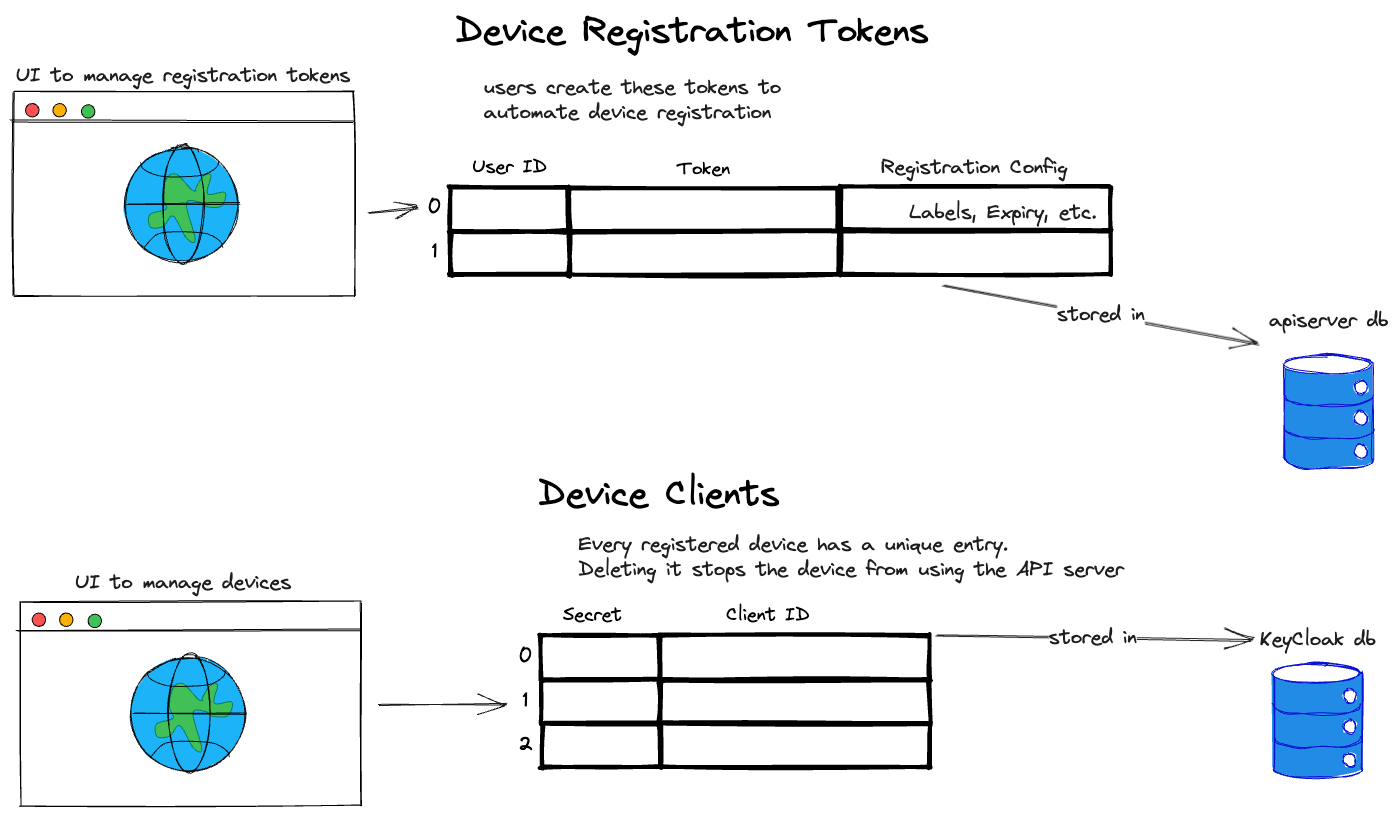 Device Registration Tokens
UI to manage registration tokens
users create these tokens to
automate device registration
User ID
Token
Registration Config
0
Labels, Expiry, etc.
1
stored in
apiserver db
Device Clients
Every registered device has a unique entry.
Deleting it stops the device from using the API server
UI to manage devices
Secret
Client ID
0
stored in
KeyCloak db
1
2